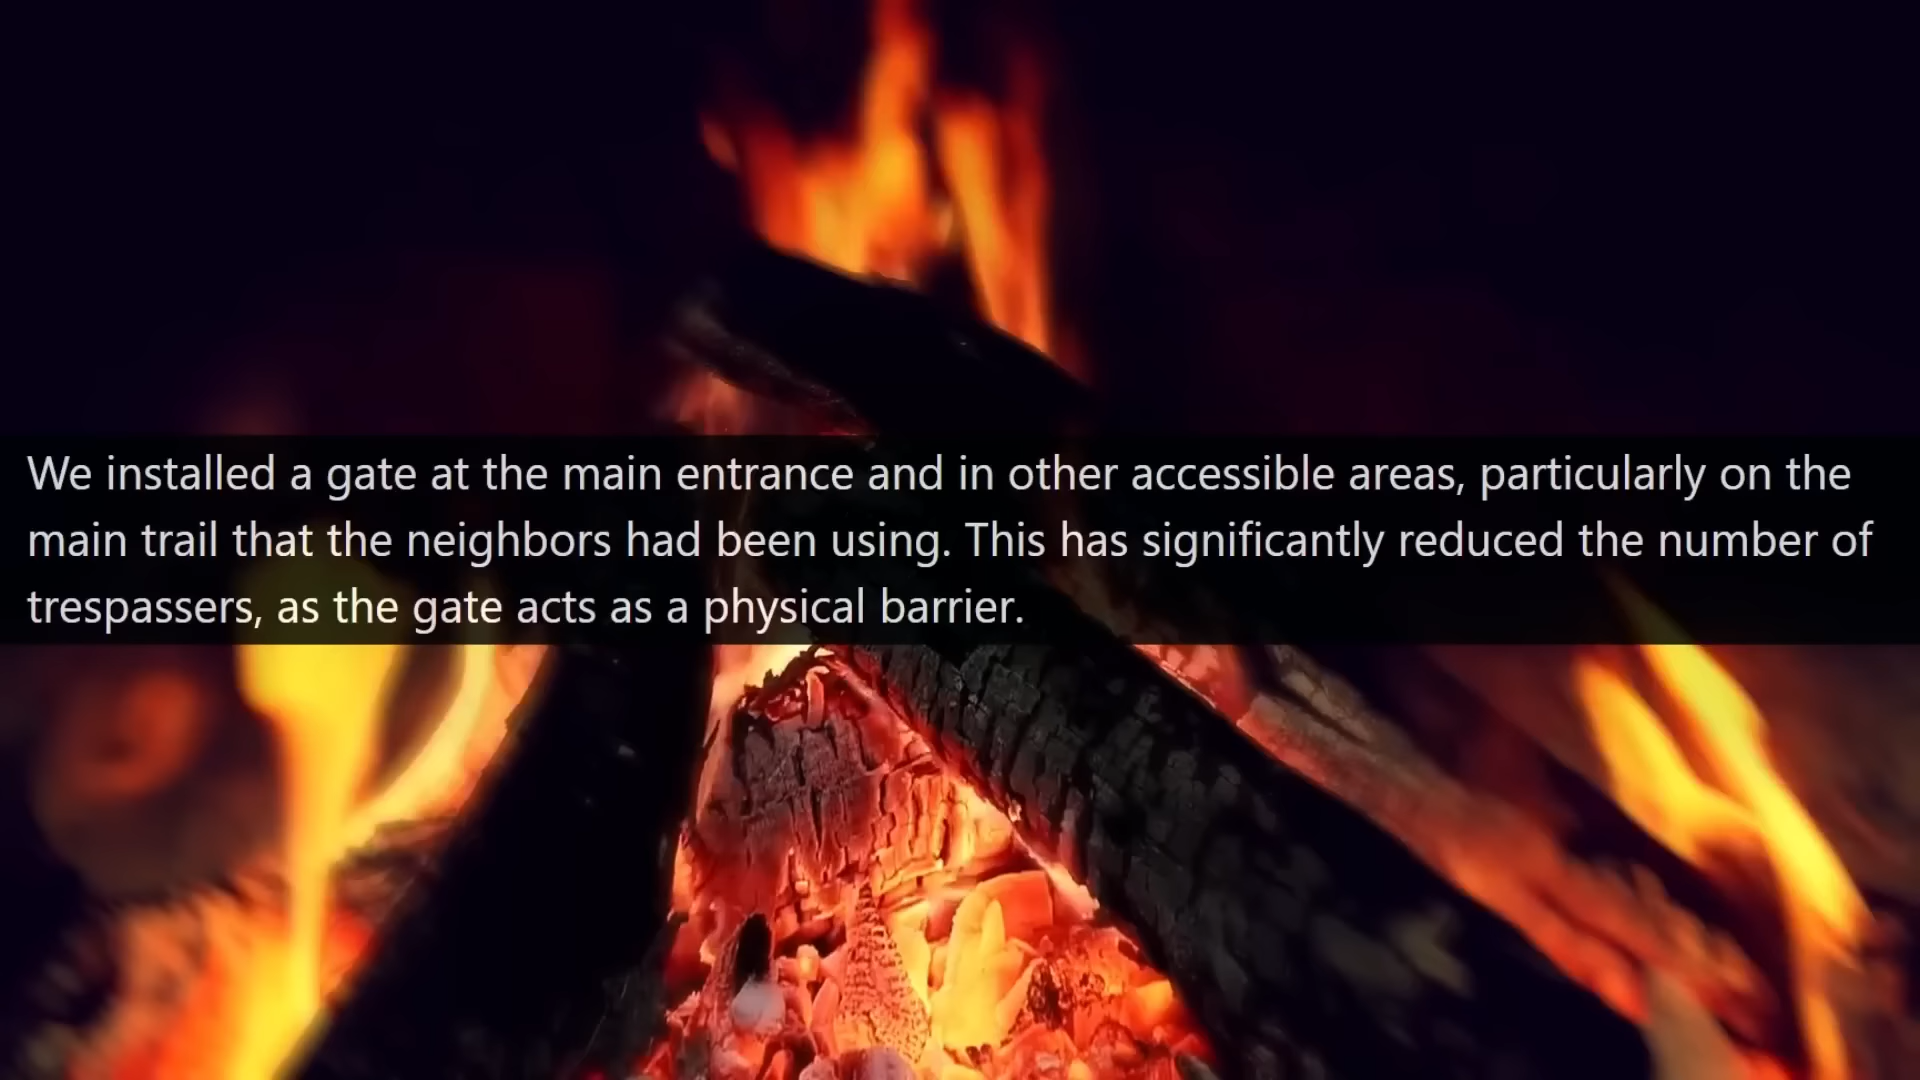 We installed a gate at the main entrance and in other accessible areas, particularly on the
main trail that the neighbors had been using. This has significantly reduced the number of
trespassers, as the gate acts as a physical barrier.